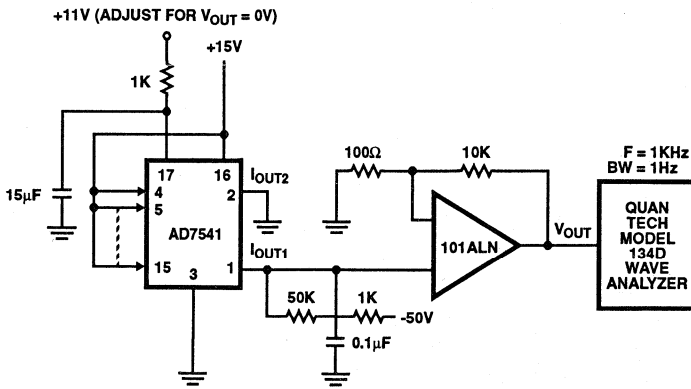 +11V (ADJUST FOR VOUT = 0V)
+15V
1K
15µF
17
16
4
5
15
AD7541
2
1
3
IOUT2
IOUT1
50K
1K
-50V
0.1µF
100Ω
10K
101ALN
VOUT
F = 1KHz
BW = 1Hz
QUAN
TECH
MODEL
134D
WAVE
ANALYZER